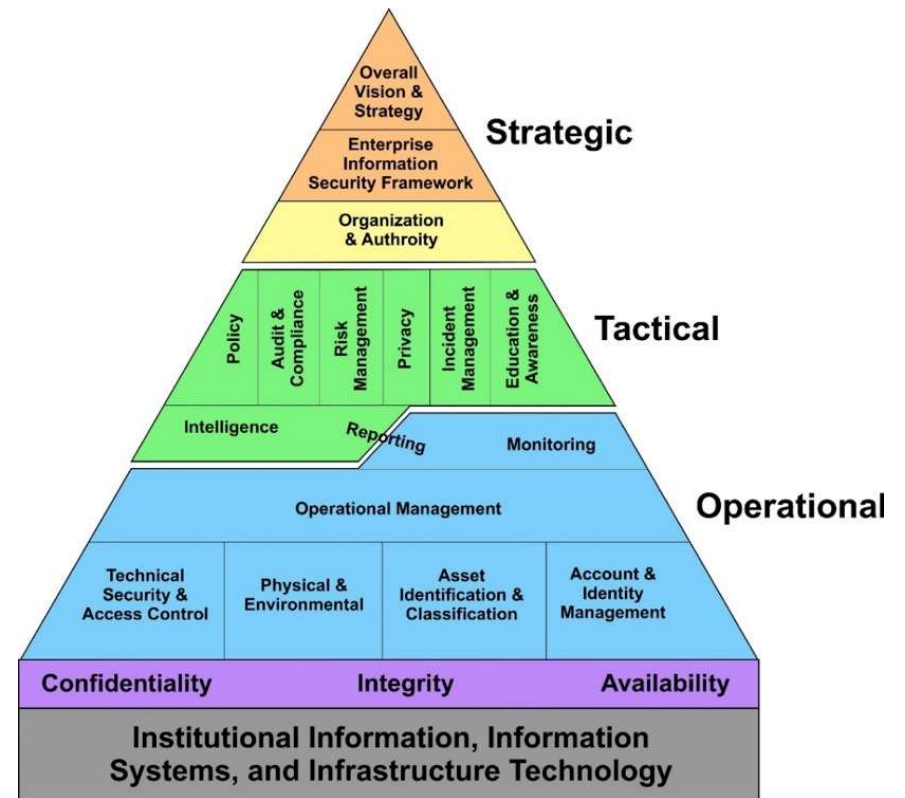 Overall
Vision &
Strategy
Strategic
Enterprise
Information
Security Framework
Organization
& Authroity
Policy
Audit &
Compliance
Risk
Management
Privacy
Incident
Management
Education &
Awareness
Tactical
Intelligence
Reporting
Monitoring
Operational Management
Operational
Technical
Security &
Access Control
Physical &
Environmental
Asset
Identification &
Classification
Account &
Identity
Management
Confidentiality
Integrity
Availability
Institutional Information, Information
Systems, and Infrastructure Technology